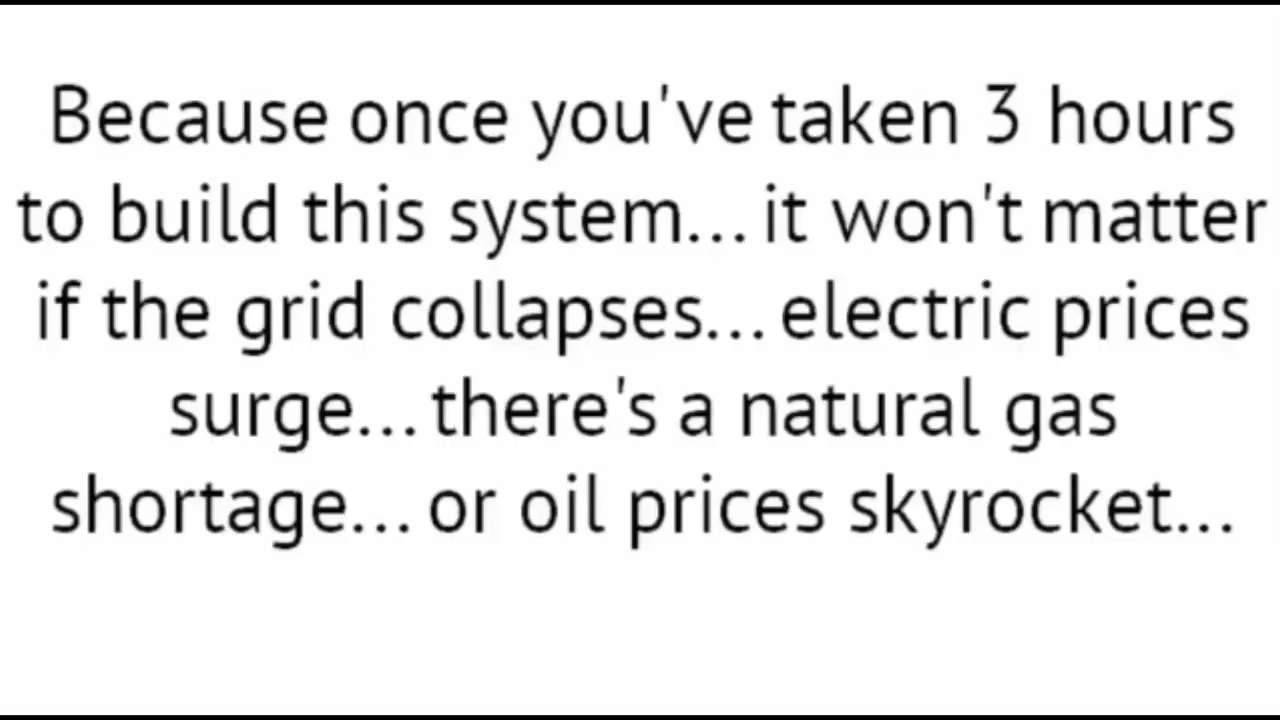 Because once you've taken 3 hours
to build this system... it won't matter
if the grid collapses... electric prices
surge... there's a natural gas
shortage... or oil prices skyrocket...